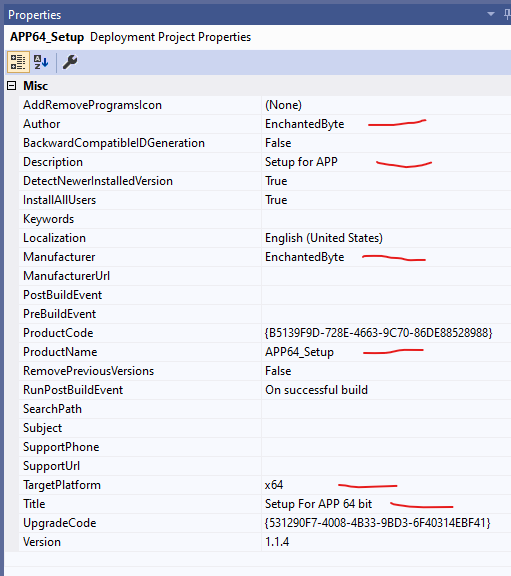 Properties
APP64_Setup Deployment Project Properties
Misc
AddRemoveProgramsIcon (None)
Author EnchantedByte
BackwardCompatibleIDGeneration False
Description Setup for APP
DetectNewerInstalledVersion True
InstallAllUsers True
Keywords
Localization English (United States)
Manufacturer EnchantedByte
ManufacturerUrl
PostBuildEvent
PreBuildEvent
ProductCode {B5139F9D-728E-4663-9C70-86DE88528988}
ProductName APP64_Setup
RemovePreviousVersions False
RunPostBuildEvent On successful build
SearchPath
Subject
SupportPhone
SupportUrl
TargetPlatform x64
Title Setup For APP 64 bit
UpgradeCode {531290F7-4008-4B33-9BD3-6F40314EBF41}
Version 1.1.4